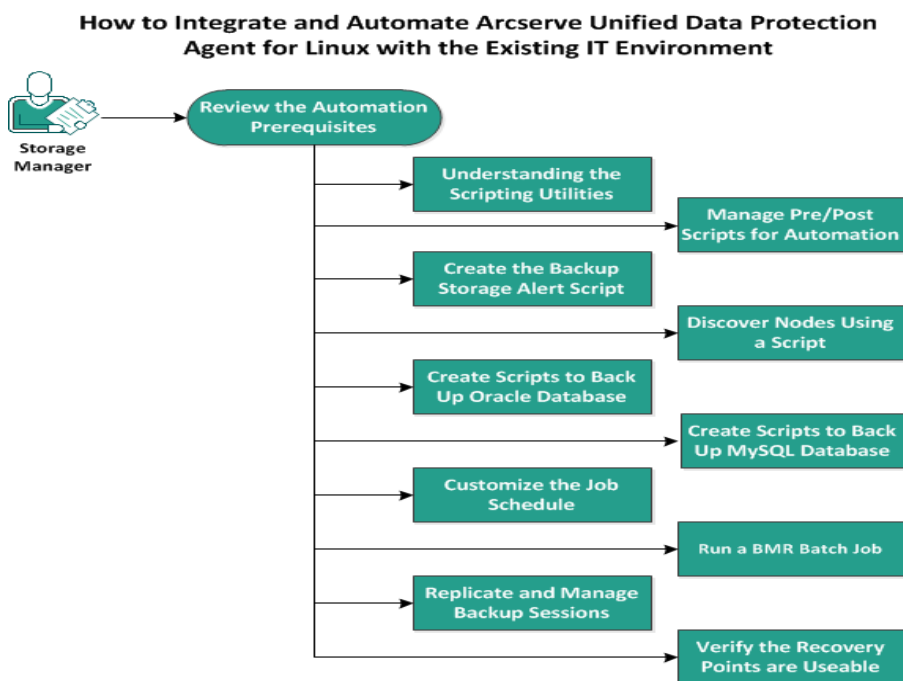 How to Integrate and Automate Arcserve Unified Data Protection
Agent for Linux with the Existing IT Environment
Storage
Manager
Review the Automation
Prerequisites
Understanding the
Scripting Utilities
Manage Pre/Post
Scripts for Automation
Create the Backup
Storage Alert Script
Discover Nodes Using
a Script
Create Scripts to Back
Up Oracle Database
Create Scripts to Back
Up MySQL Database
Customize the Job
Schedule
Run a BMR Batch Job
Replicate and Manage
Backup Sessions
Verify the Recovery
Points are Useable